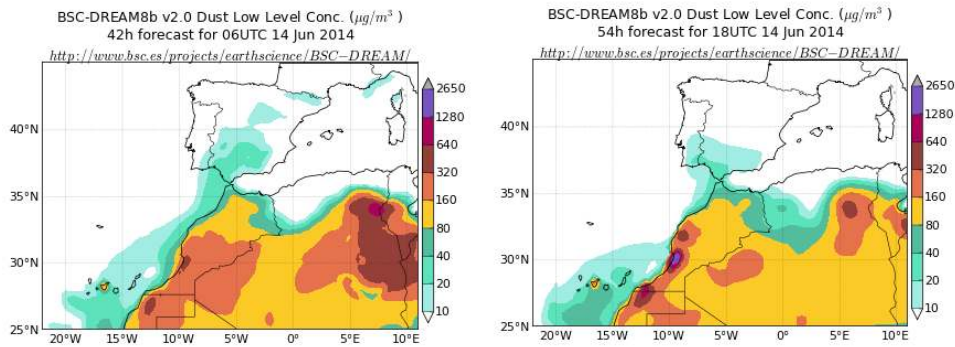 BSC-DREAM8b v2.0 Dust Low Level Conc. (μg/m³ )
42h forecast for 06UTC 14 Jun 2014
http://www.bsc.es/projects/earthscience/BSC−DREAM/
40°N
35°N
30°N
25°N
20°W
15°W
10°W
5°W
0°
5°E
10°E
2650
1280
640
320
160
80
40
20
10
BSC-DREAM8b v2.0 Dust Low Level Conc. (μg/m³ )
54h forecast for 18UTC 14 Jun 2014
http://www.bsc.es/projects/earthscience/BSC−DREAM/
40°N
35°N
30°N
25°N
20°W
15°W
10°W
5°W
0°
5°E
10°E
2650
1280
640
320
160
80
40
20
10